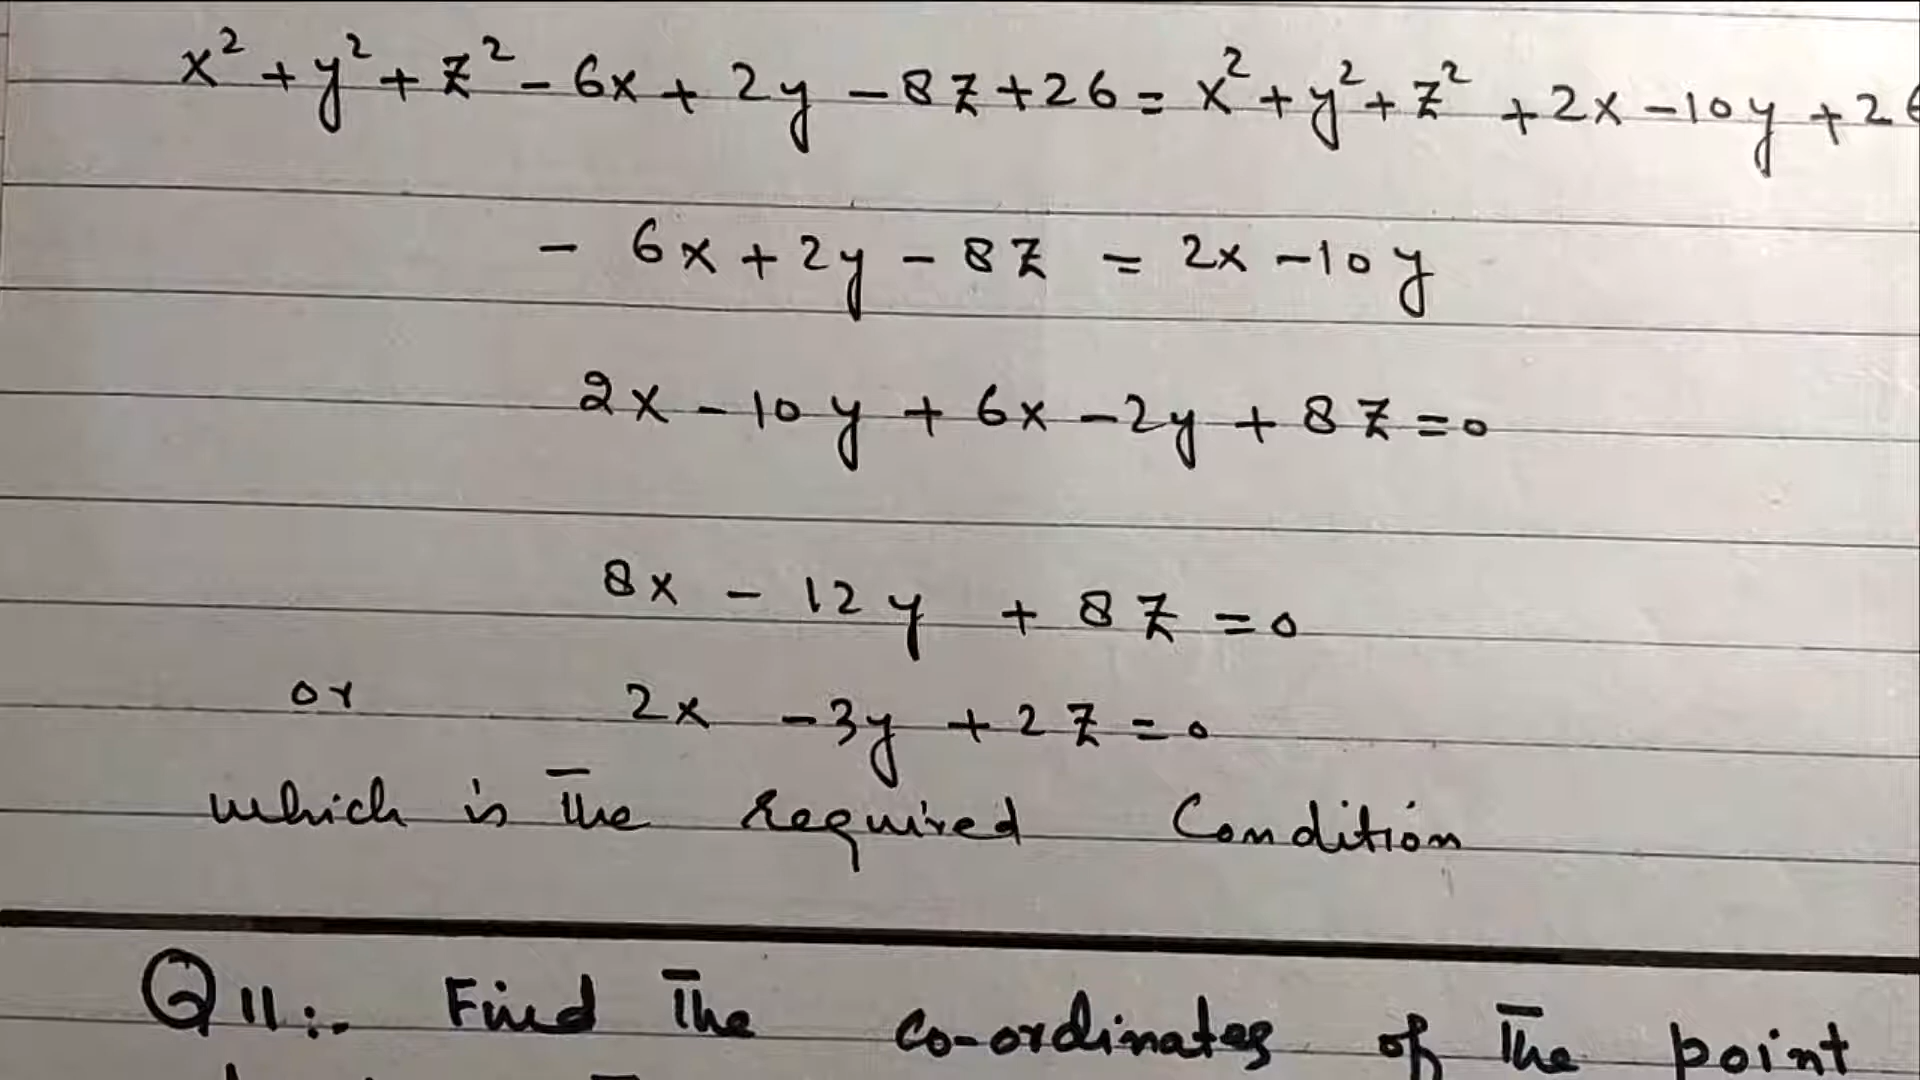 x² + y² + z² - 6x + 2y - 8z + 26 = x² + y² + z² + 2x - 10y + 26
- 6x + 2y - 8z = 2x - 10y
2x - 10y + 6x - 2y + 8z = 0
8x - 12y + 8z = 0
or 2x - 3y + 2z = 0
which is the required Condition
Q11:- Find the co-ordinates of the point